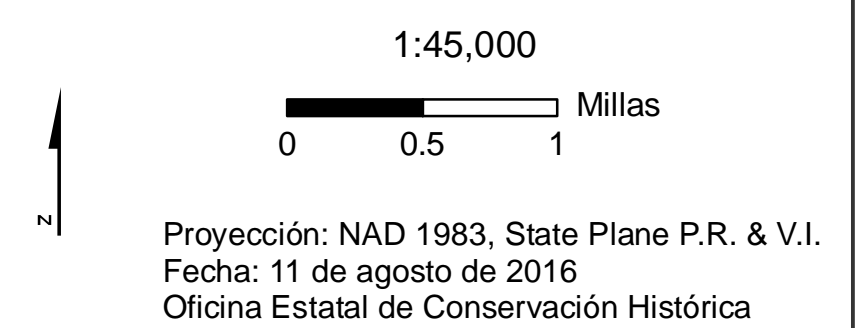 1:45,000
Millas
0 0.5 1
N
Proyección: NAD 1983, State Plane P.R. & V.I.
Fecha: 11 de agosto de 2016
Oficina Estatal de Conservación Histórica